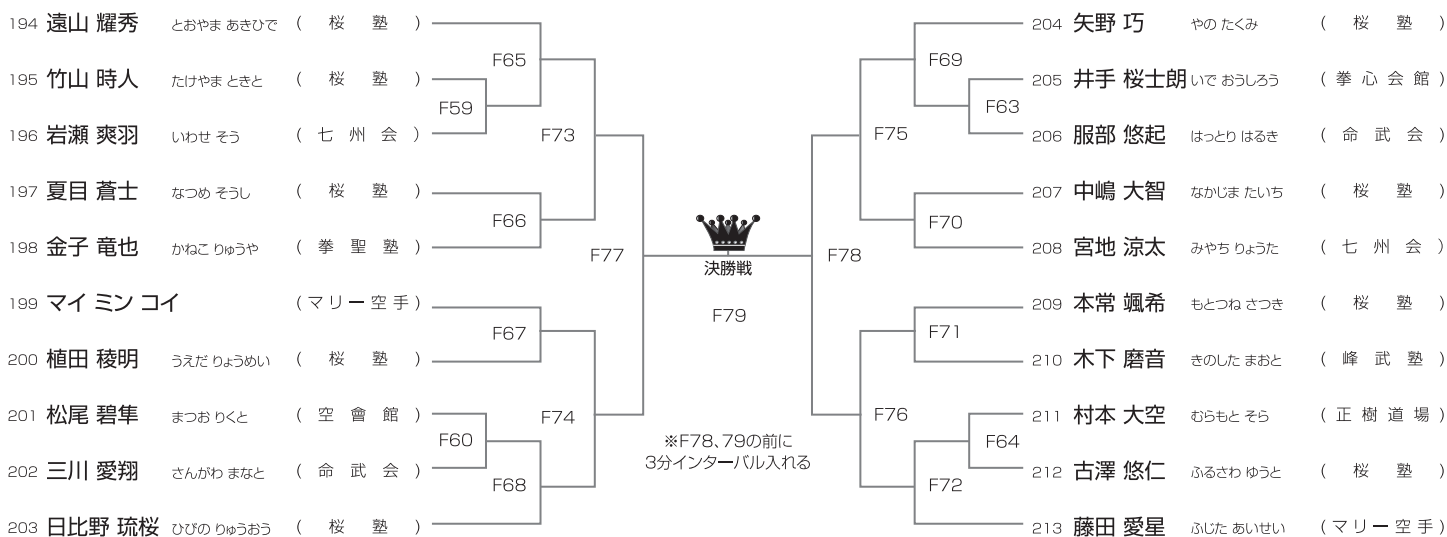 194 遠山 耀秀 とおやま あきひで ( 桜 塾 )
195 竹山 時人 たけやま ときと ( 桜 塾 )
196 岩瀬 爽羽 いわせ そう ( 七 州 会 )
197 夏目 蒼士 なつめ そうし ( 桜 塾 )
198 金子 竜也 かねこ りゅうや ( 拳 聖 塾 )
199 マイ ミン コイ (マリー空手)
200 植田 稜明 うえだ りょうめい ( 桜 塾 )
201 松尾 碧隼 まつお りくと ( 空 會 館 )
202 三川 愛翔 さんがわ まなと ( 命 武 会 )
203 日比野 琉桜 ひびの りゅうおう ( 桜 塾 )
F65
F59
F73
F66
F77
F67
F74
F60
F68
決勝戦
F79
※F78、79の前に
3分インターバル入れる
F69
F63
F75
F70
F78
F71
F76
F64
F72
204 矢野 巧 やの たくみ ( 桜 塾 )
205 井手 桜士朗 いで おうしろう ( 拳 心 会 館 )
206 服部 悠起 はっとり はるき ( 命 武 会 )
207 中嶋 大智 なかじま たいち ( 桜 塾 )
208 宮地 涼太 みやち りょうた ( 七 州 会 )
209 本常 颯希 もとつね さつき ( 桜 塾 )
210 木下 磨音 きのした まおと ( 峰 武 塾 )
211 村本 大空 むらもと そら ( 正 樹 道 場 )
212 古澤 悠仁 ふるさわ ゆうと ( 桜 塾 )
213 藤田 愛星 ふじた あいせい (マリー空手)